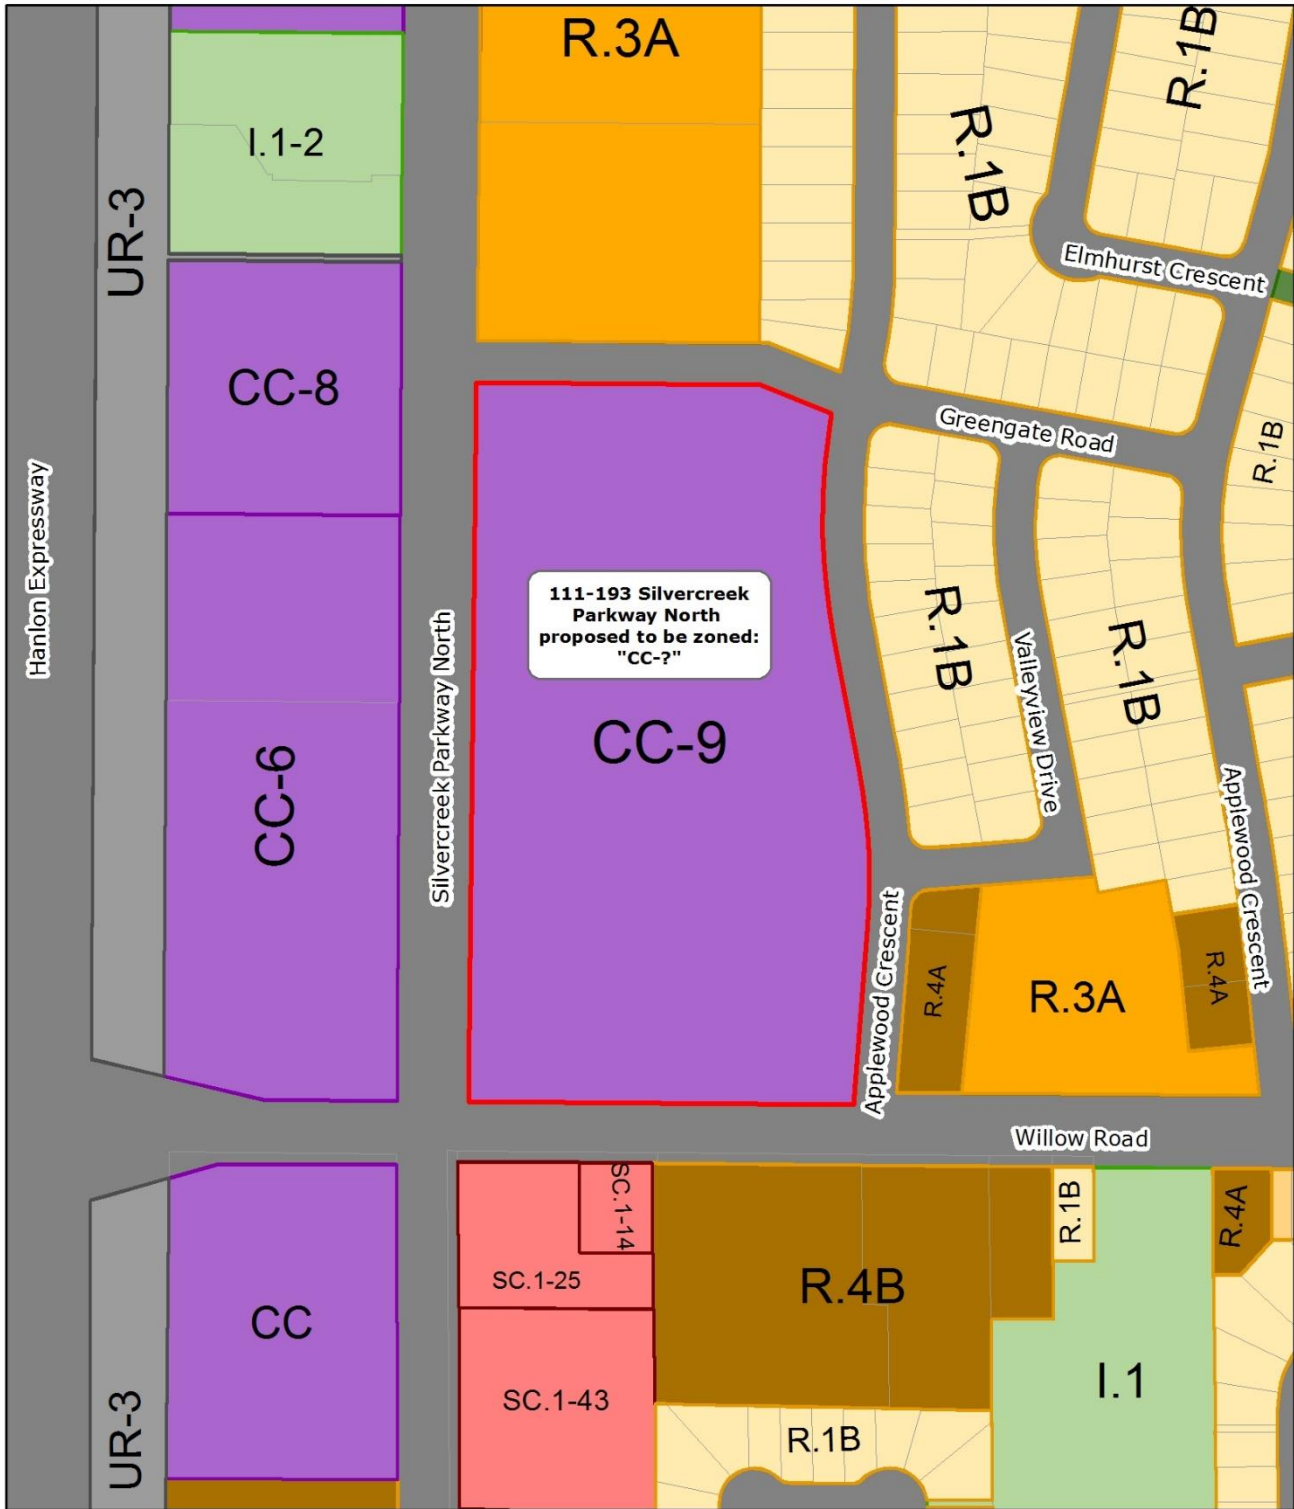 R.3A
R.1B
I.1-2
R.1B
UR-3
Elmhurst Crescent
CC-8
Greengate Road
R.1B
Hanlon Expressway
111-193 Silvercreek
Parkway North
proposed to be zoned:
"CC-?"
R.1B
Valleyview Drive
R.1B
Silvercreek Parkway North
CC-9
CC-6
Applewood Crescent
Applewood Crescent
R.4A
R.3A
R.4A
Willow Road
SC.1-14
R.1B
R.4A
SC.1-25
R.4B
CC
SC.1-43
I.1
UR-3
R.1B